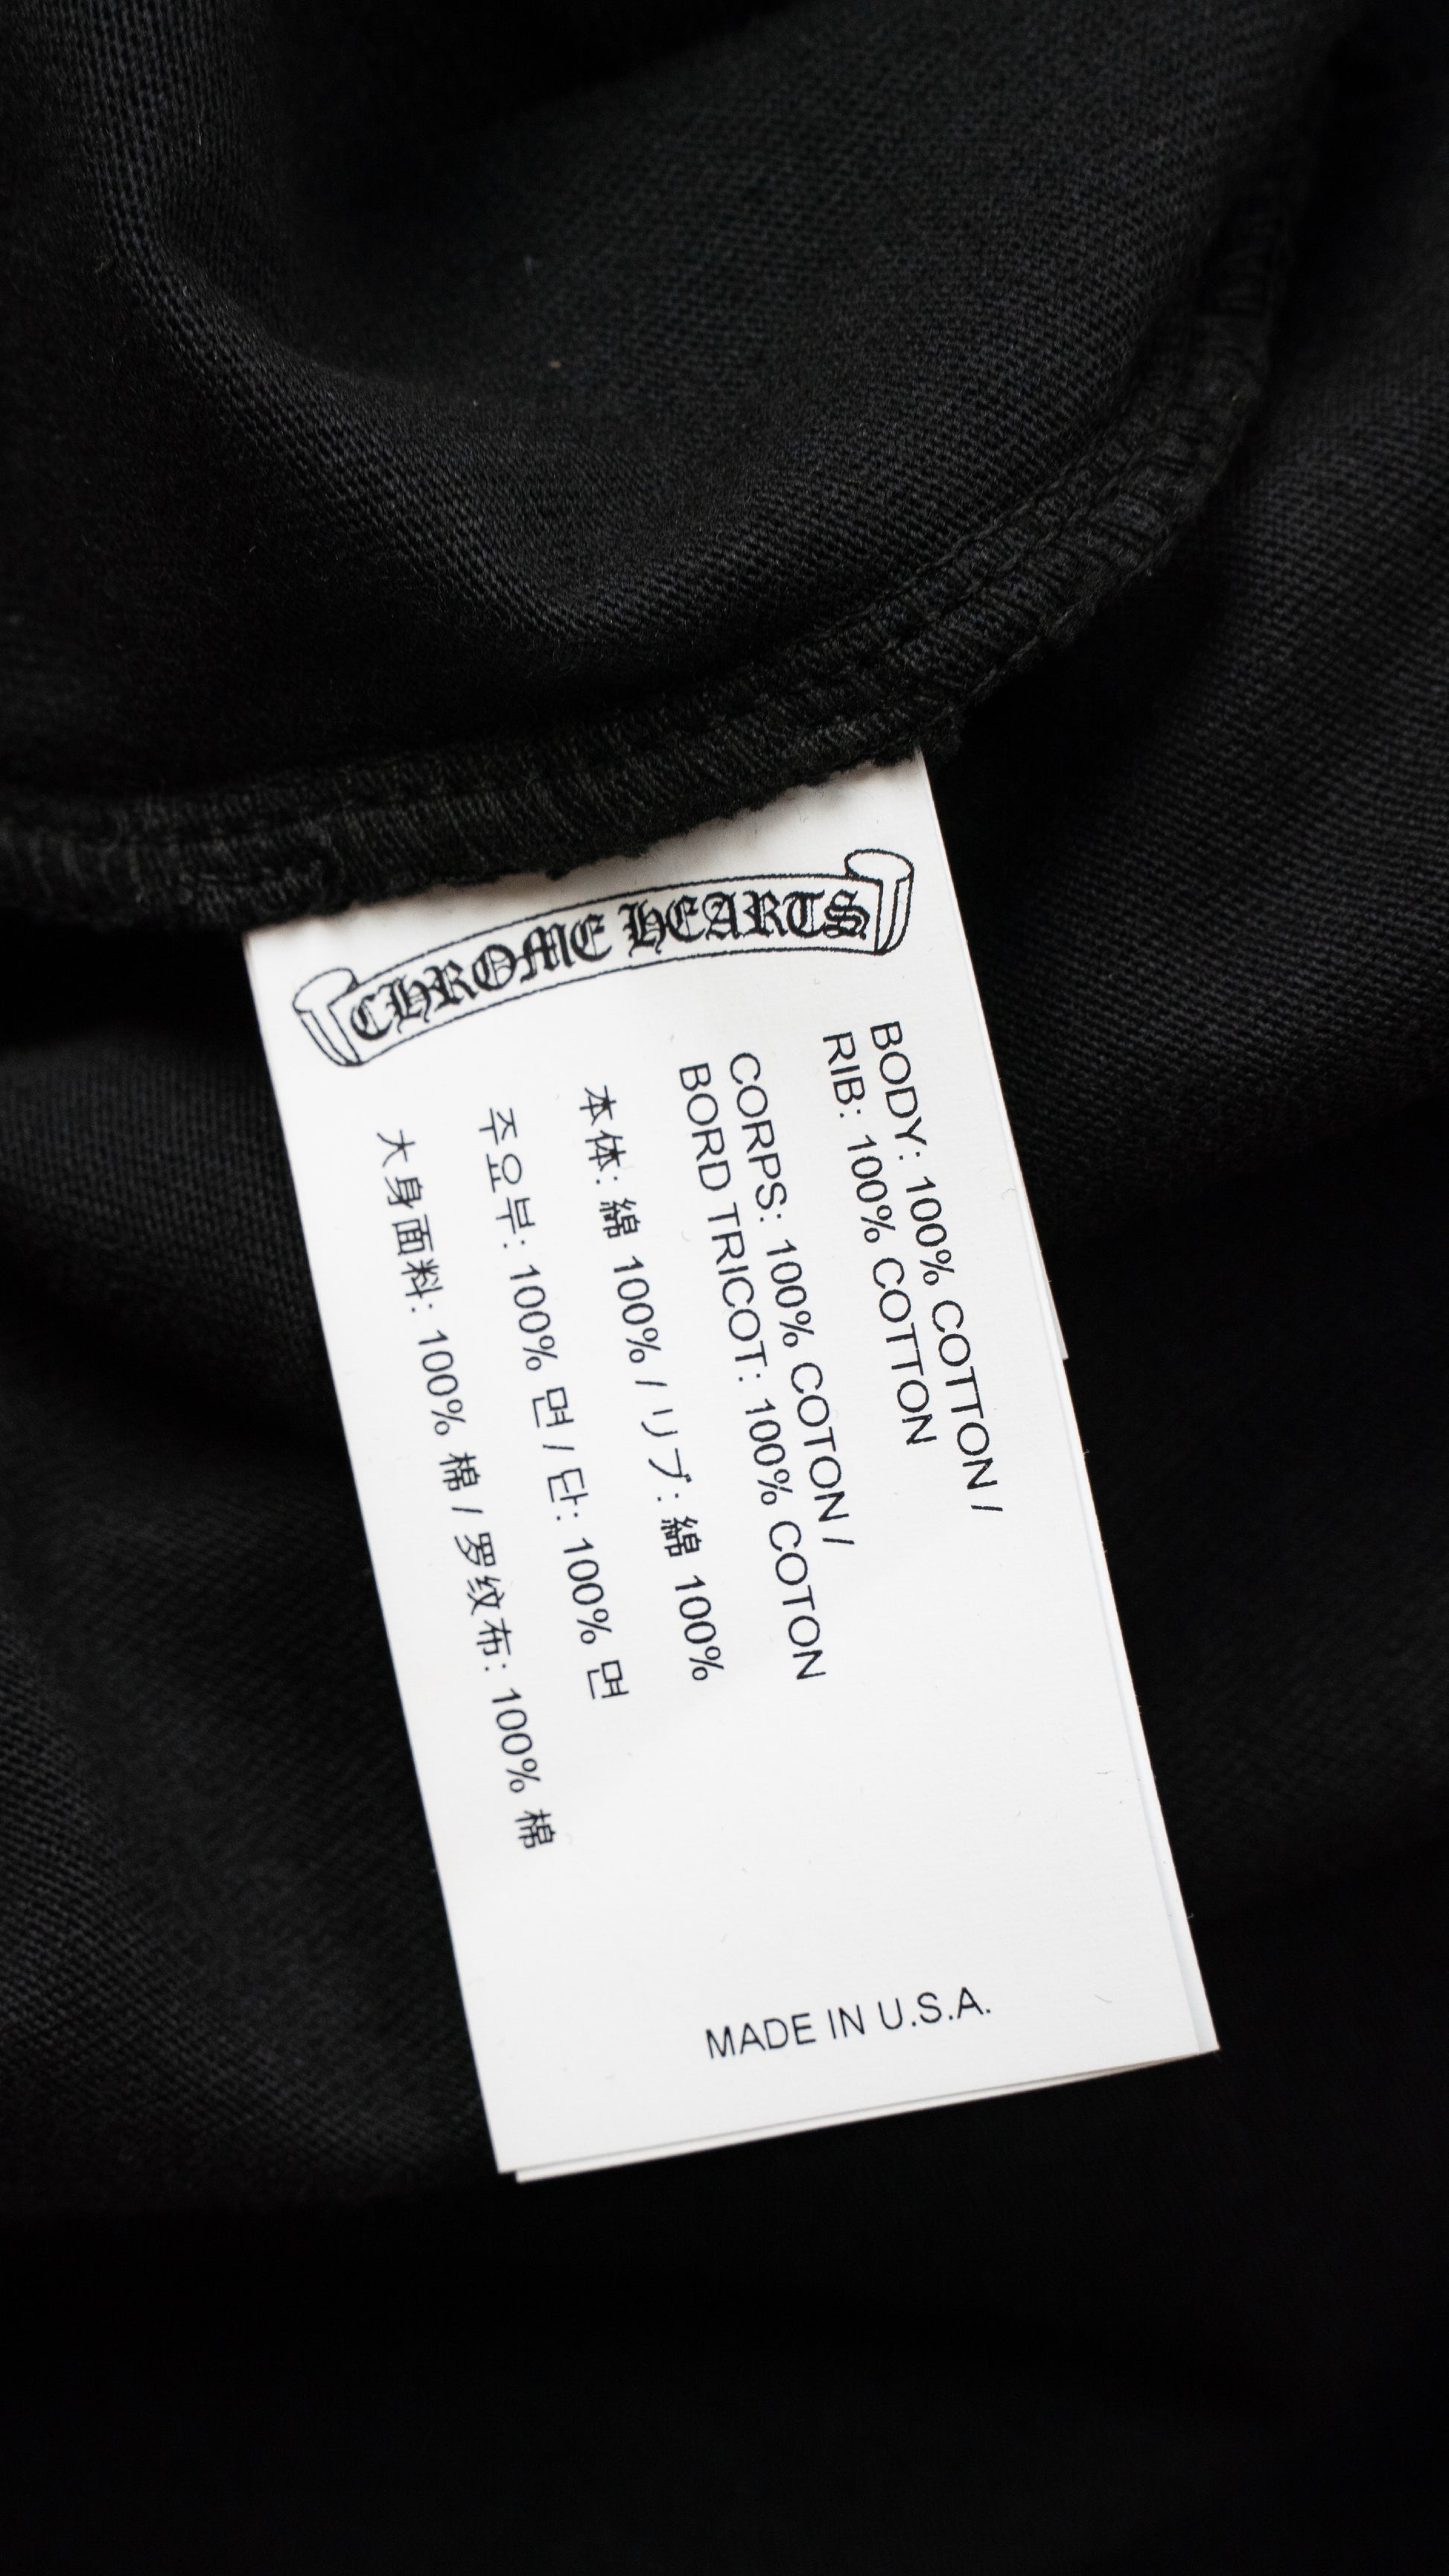 CHROME HEARTS
BODY: 100% COTTON /
RIB: 100% COTTON
CORPS: 100% COTON /
BORD TRICOT: 100% COTON
本体: 綿 100% / リブ: 綿 100%
주요부: 100% 면 / 단: 100% 면
大身面料: 100% 棉 / 罗纹布: 100% 棉
MADE IN U.S.A.